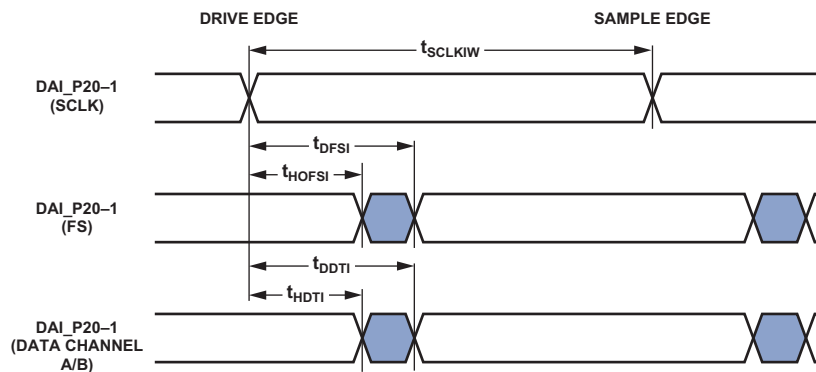 DRIVE EDGE
SAMPLE EDGE
tSCLKIW
DAI_P20–1
(SCLK)
tDFSI
tHOFSI
DAI_P20–1
(FS)
tDDTI
tHDTI
DAI_P20–1
(DATA CHANNEL
A/B)